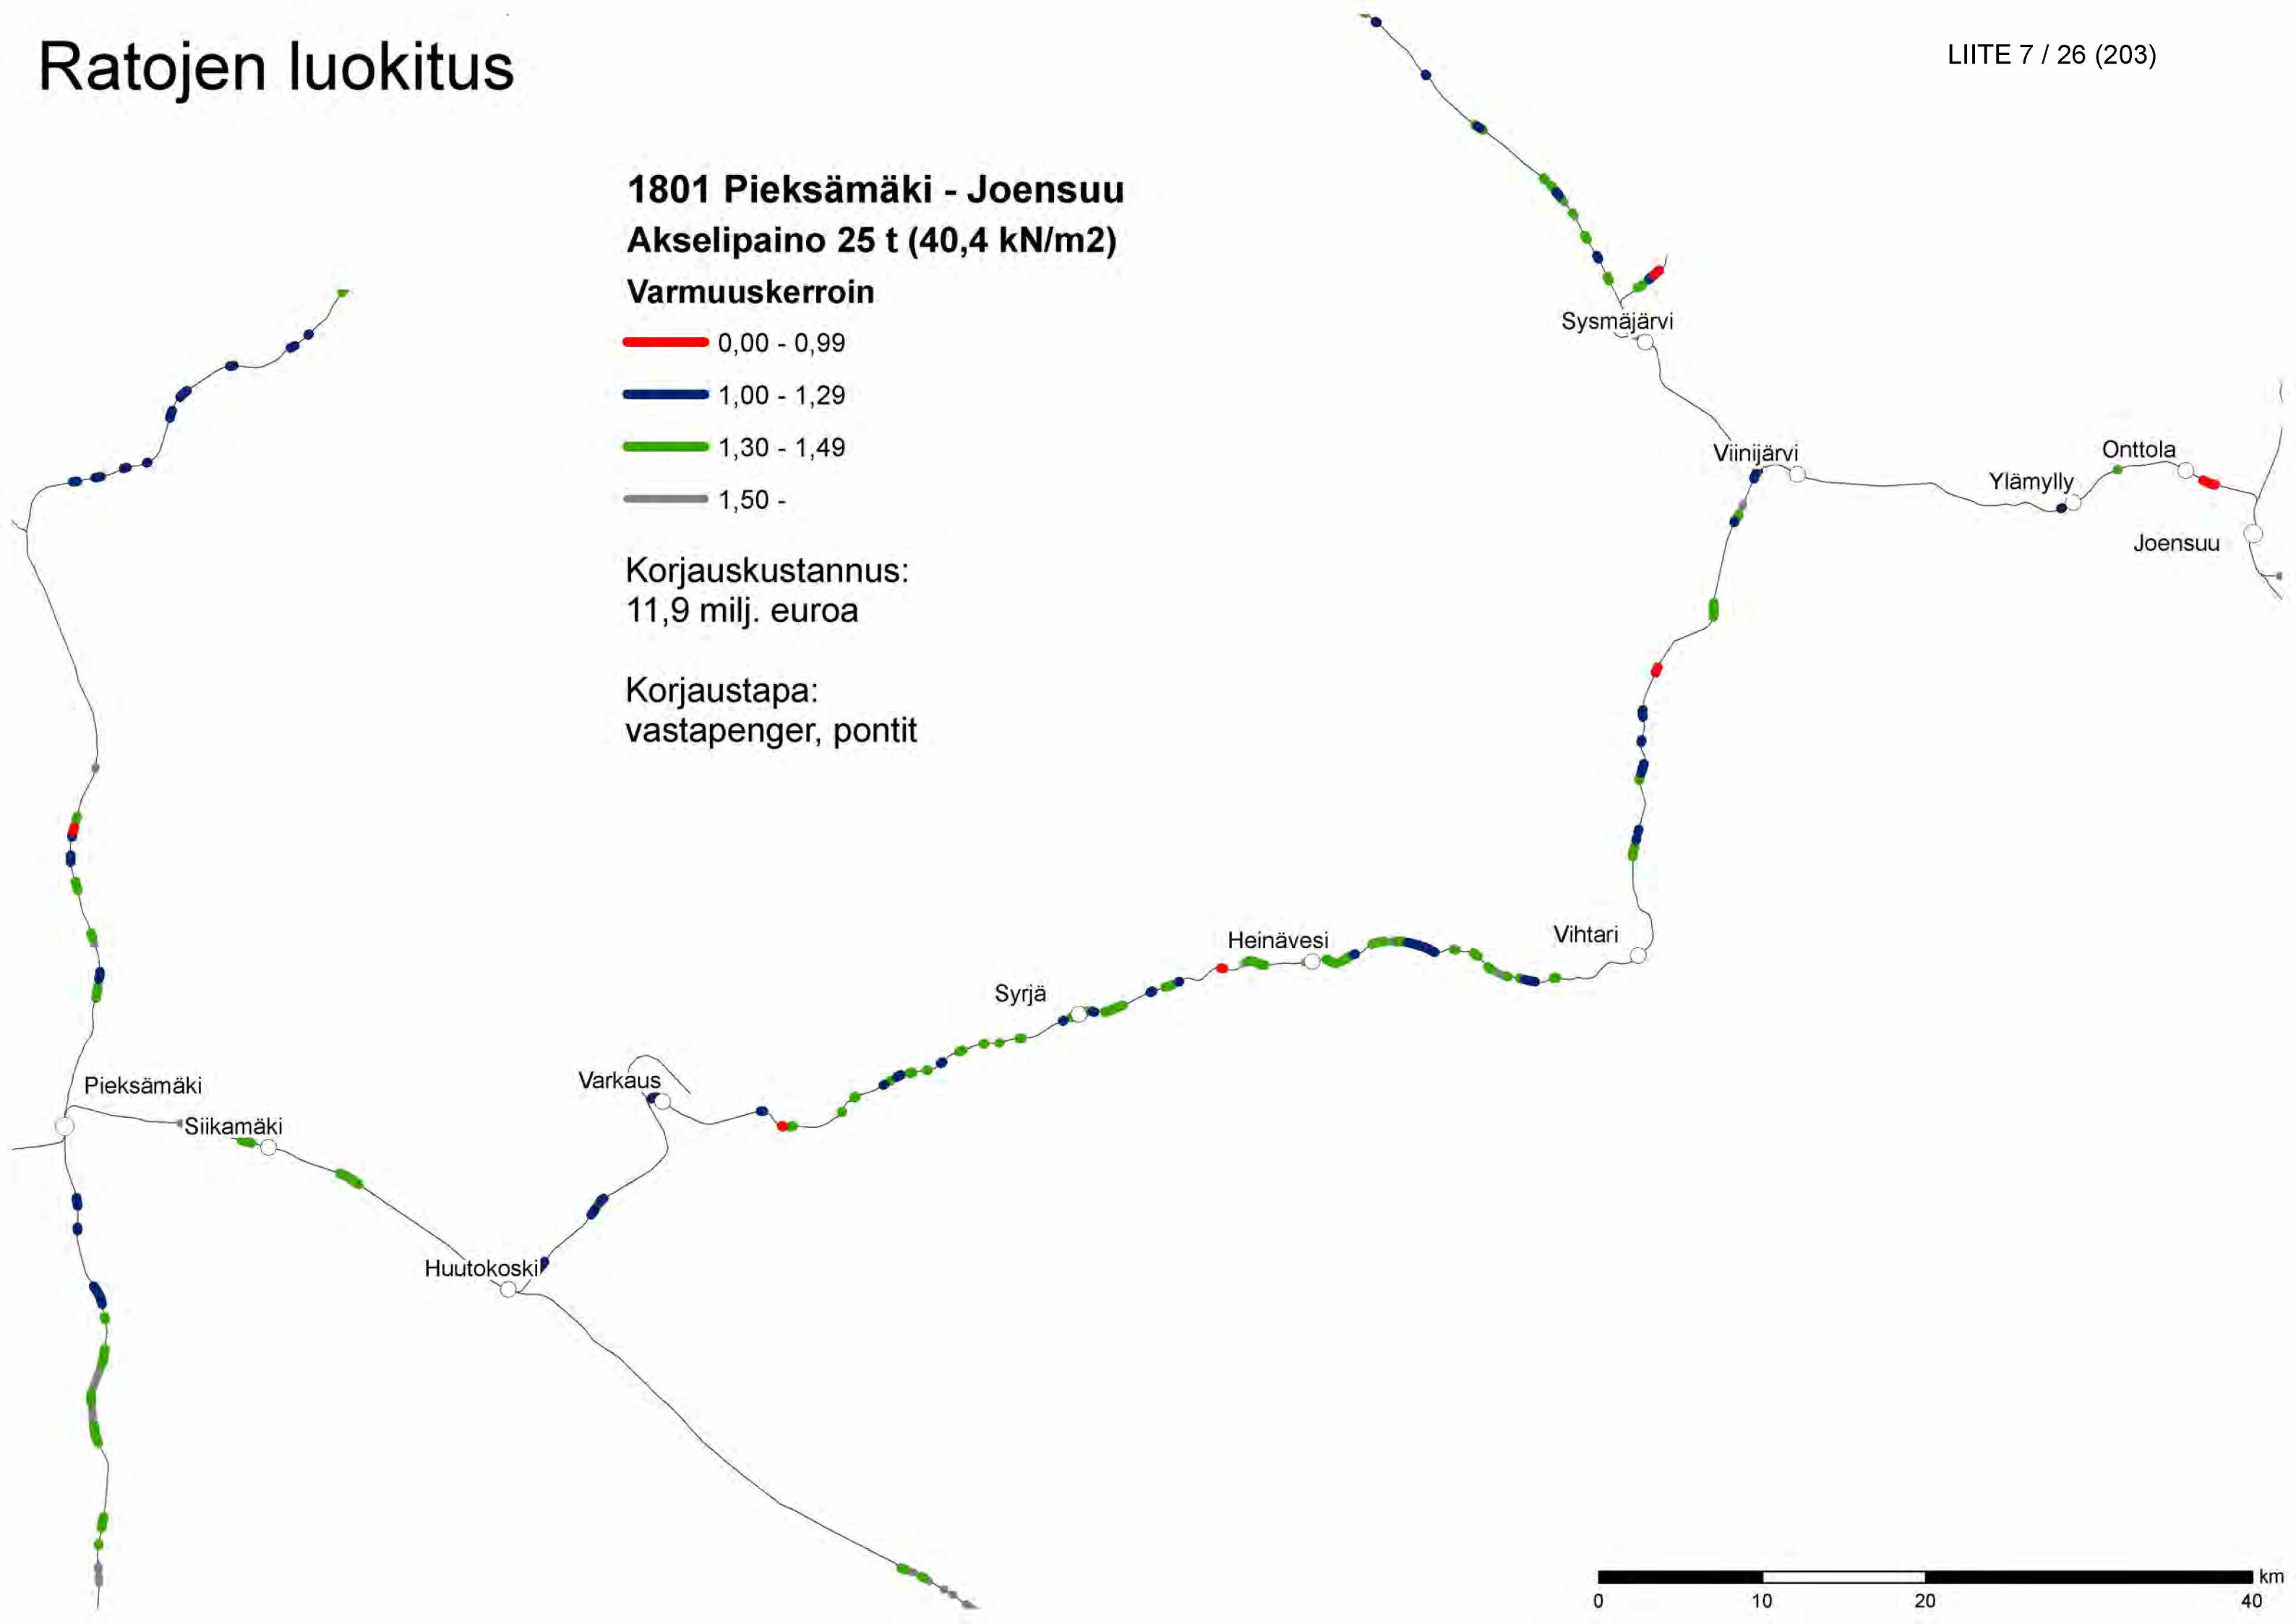 Ratojen luokitus
LIITE 7 / 26 (203)
1801 Pieksämäki - Joensuu
Akselipaino 25 t (40,4 kN/m2)
Varmuuskerroin
0,00 - 0,99
1,00 - 1,29
1,30 - 1,49
1,50 -
Korjauskustannus:
11,9 milj. euroa
Korjaustapa:
vastapenger, pontit
Sysmäjärvi
Viinijärvi
Onttola
Ylämylly
Joensuu
Vihtari
Heinävesi
Syrjä
Varkaus
Pieksämäki
Siikamäki
Huutokoski
km
0 10 20 40